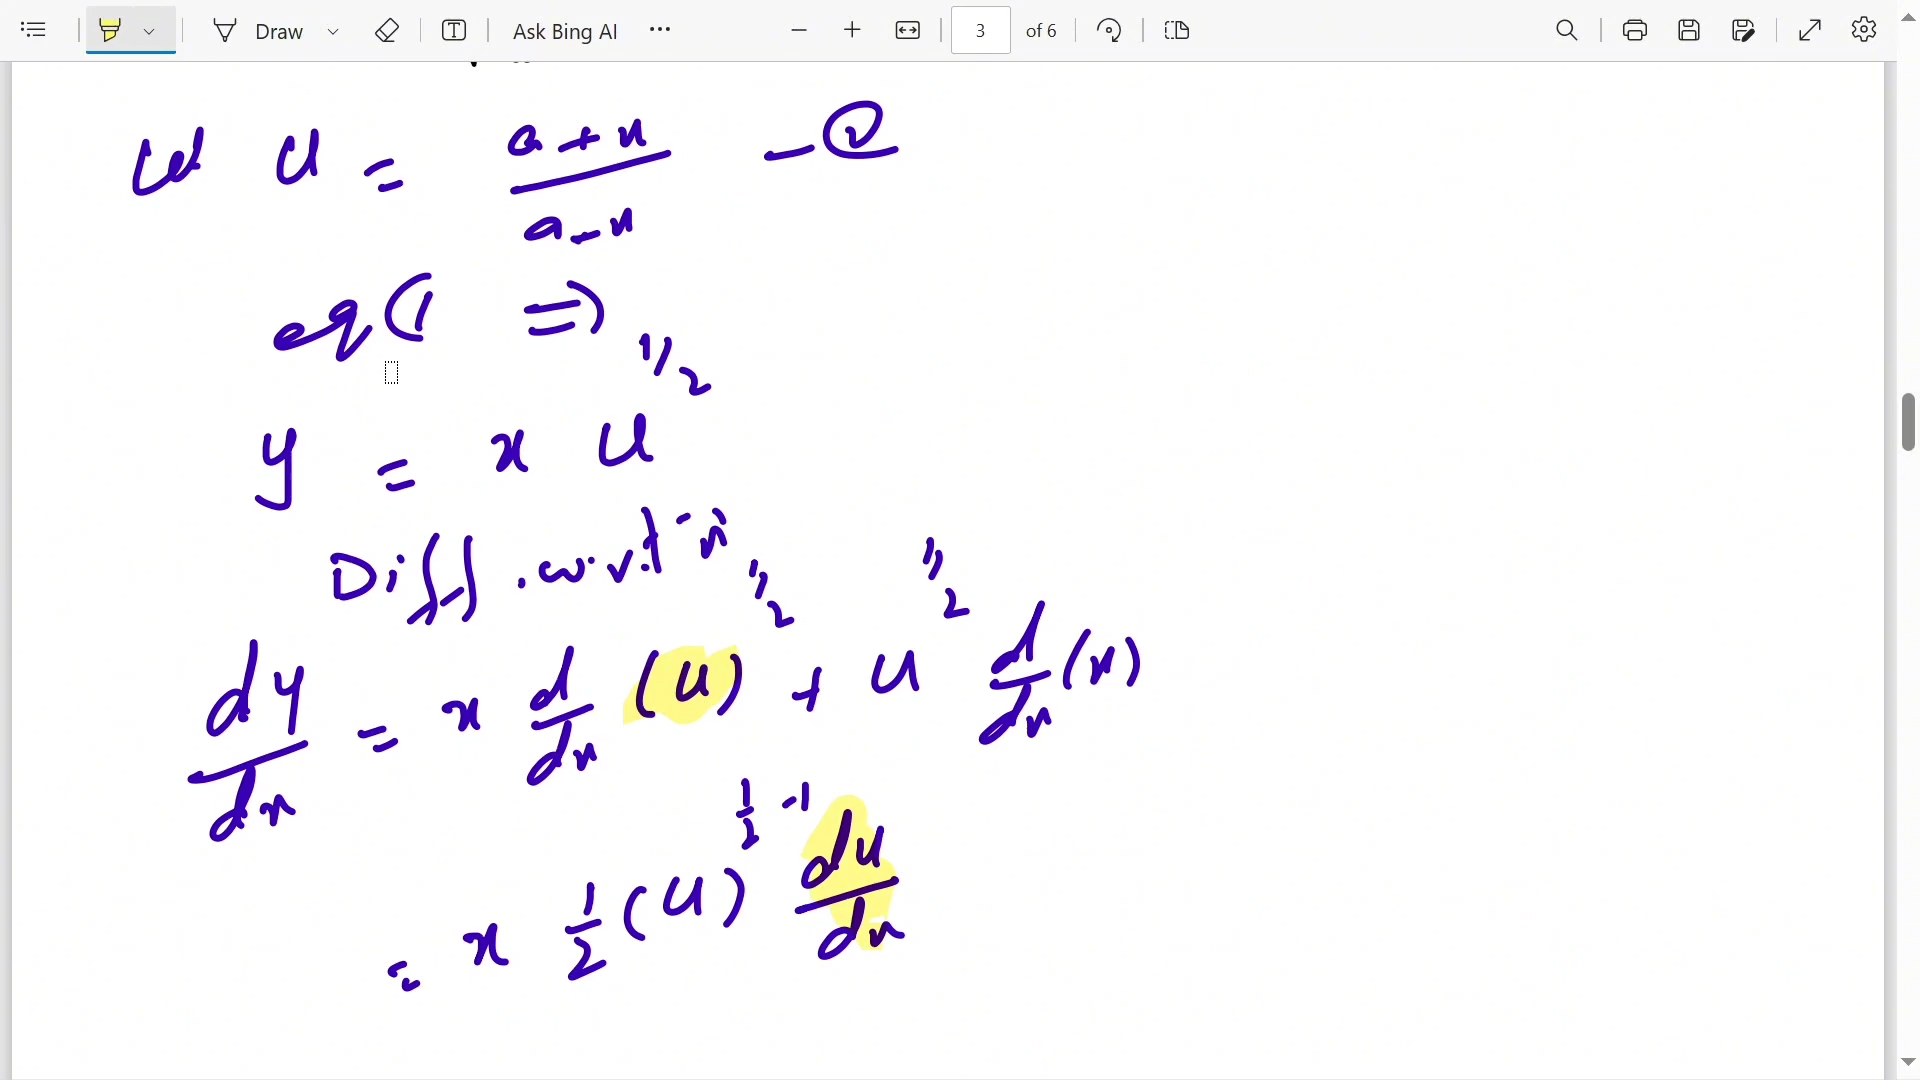 Draw Ask Bing AI 3 of 6
Let u = a+x / a-x - ②
eq(1 =>
y = x u^1/2
Diff. w.r.t "x"
dy/dx = x d/dx (u)^1/2 + u^1/2 d/dx (x)
= x 1/2 (u)^1/2 -1 du/dx